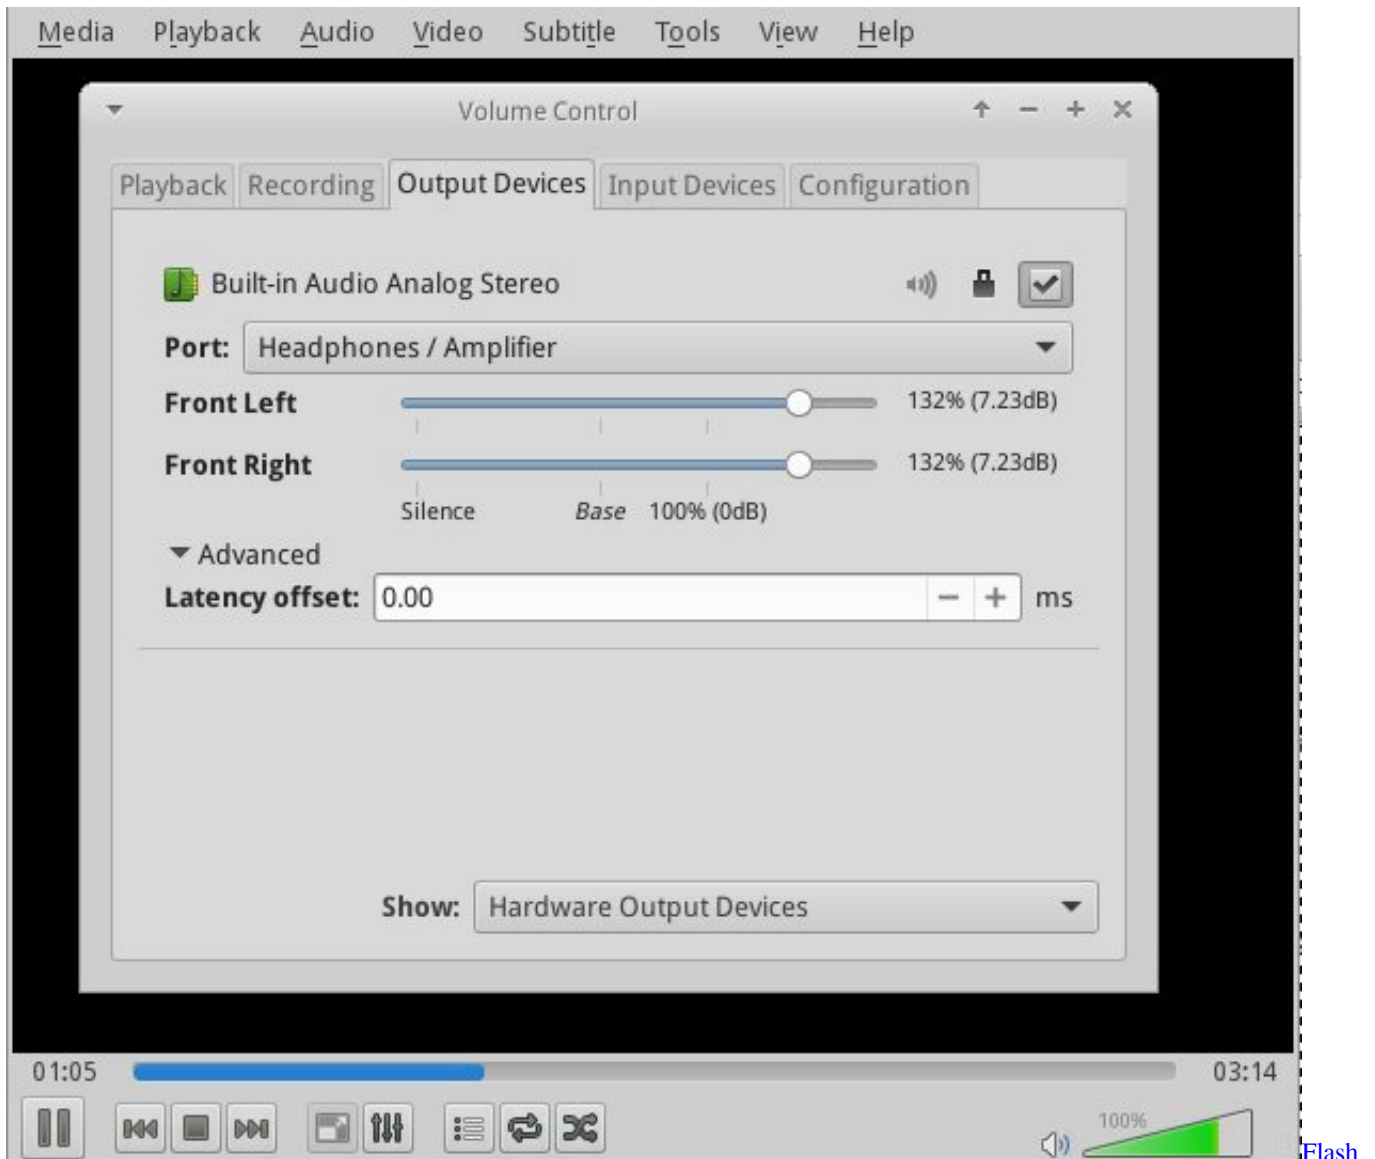 Media Playback Audio Video Subtitle Tools View Help
Volume Control
Playback Recording Output Devices Input Devices Configuration
Built-in Audio Analog Stereo
Port: Headphones / Amplifier
Front Left 132% (7.23dB)
Front Right 132% (7.23dB)
Silence Base 100% (0dB)
Advanced
Latency offset: 0.00 ms
Show: Hardware Output Devices
01:05 03:14
100%
Flash